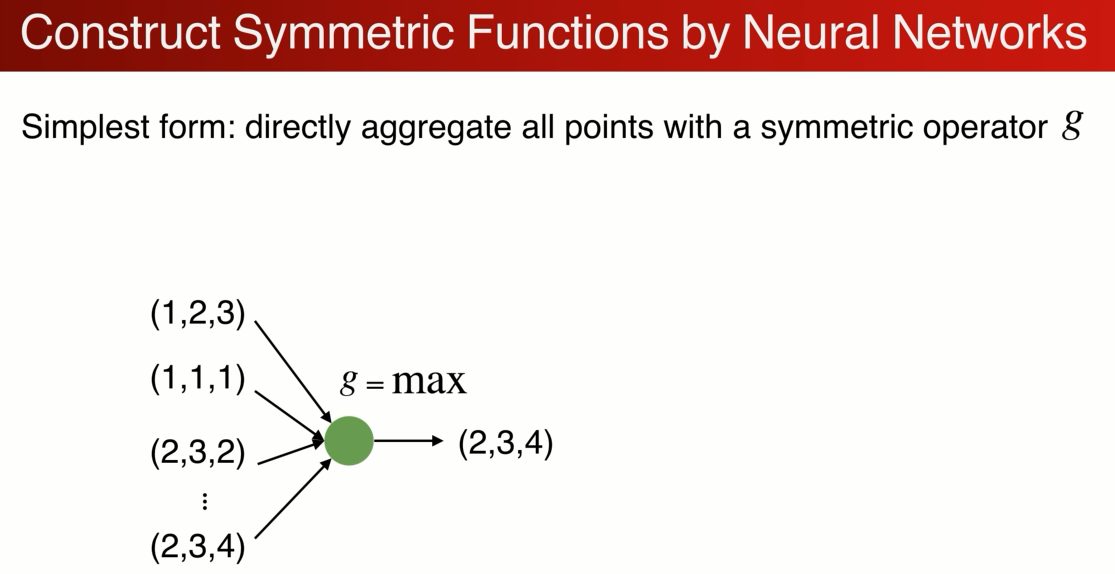 Construct Symmetric Functions by Neural Networks
Simplest form: directly aggregate all points with a symmetric operator g
(1,2,3)
(1,1,1)
g = max
(2,3,2)
(2,3,4)
⋮
(2,3,4)